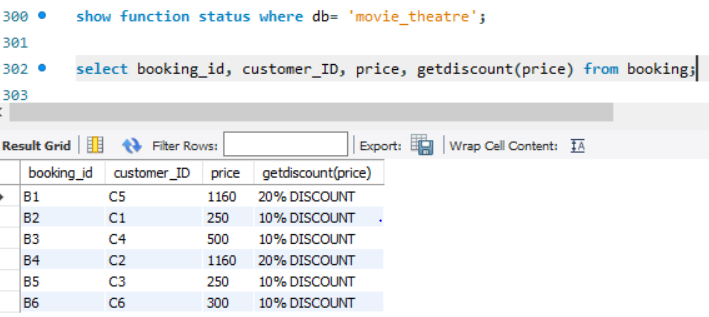 300 show function status where db= 'movie_theatre';
301
302 select booking_id, customer_ID, price, getdiscount(price) from booking;
303
Result Grid Filter Rows: Export: Wrap Cell Content: IA
booking_id customer_ID price getdiscount(price)
B1 C5 1160 20% DISCOUNT
B2 C1 250 10% DISCOUNT
B3 C4 500 10% DISCOUNT
B4 C2 1160 20% DISCOUNT
B5 C3 250 10% DISCOUNT
B6 C6 300 10% DISCOUNT